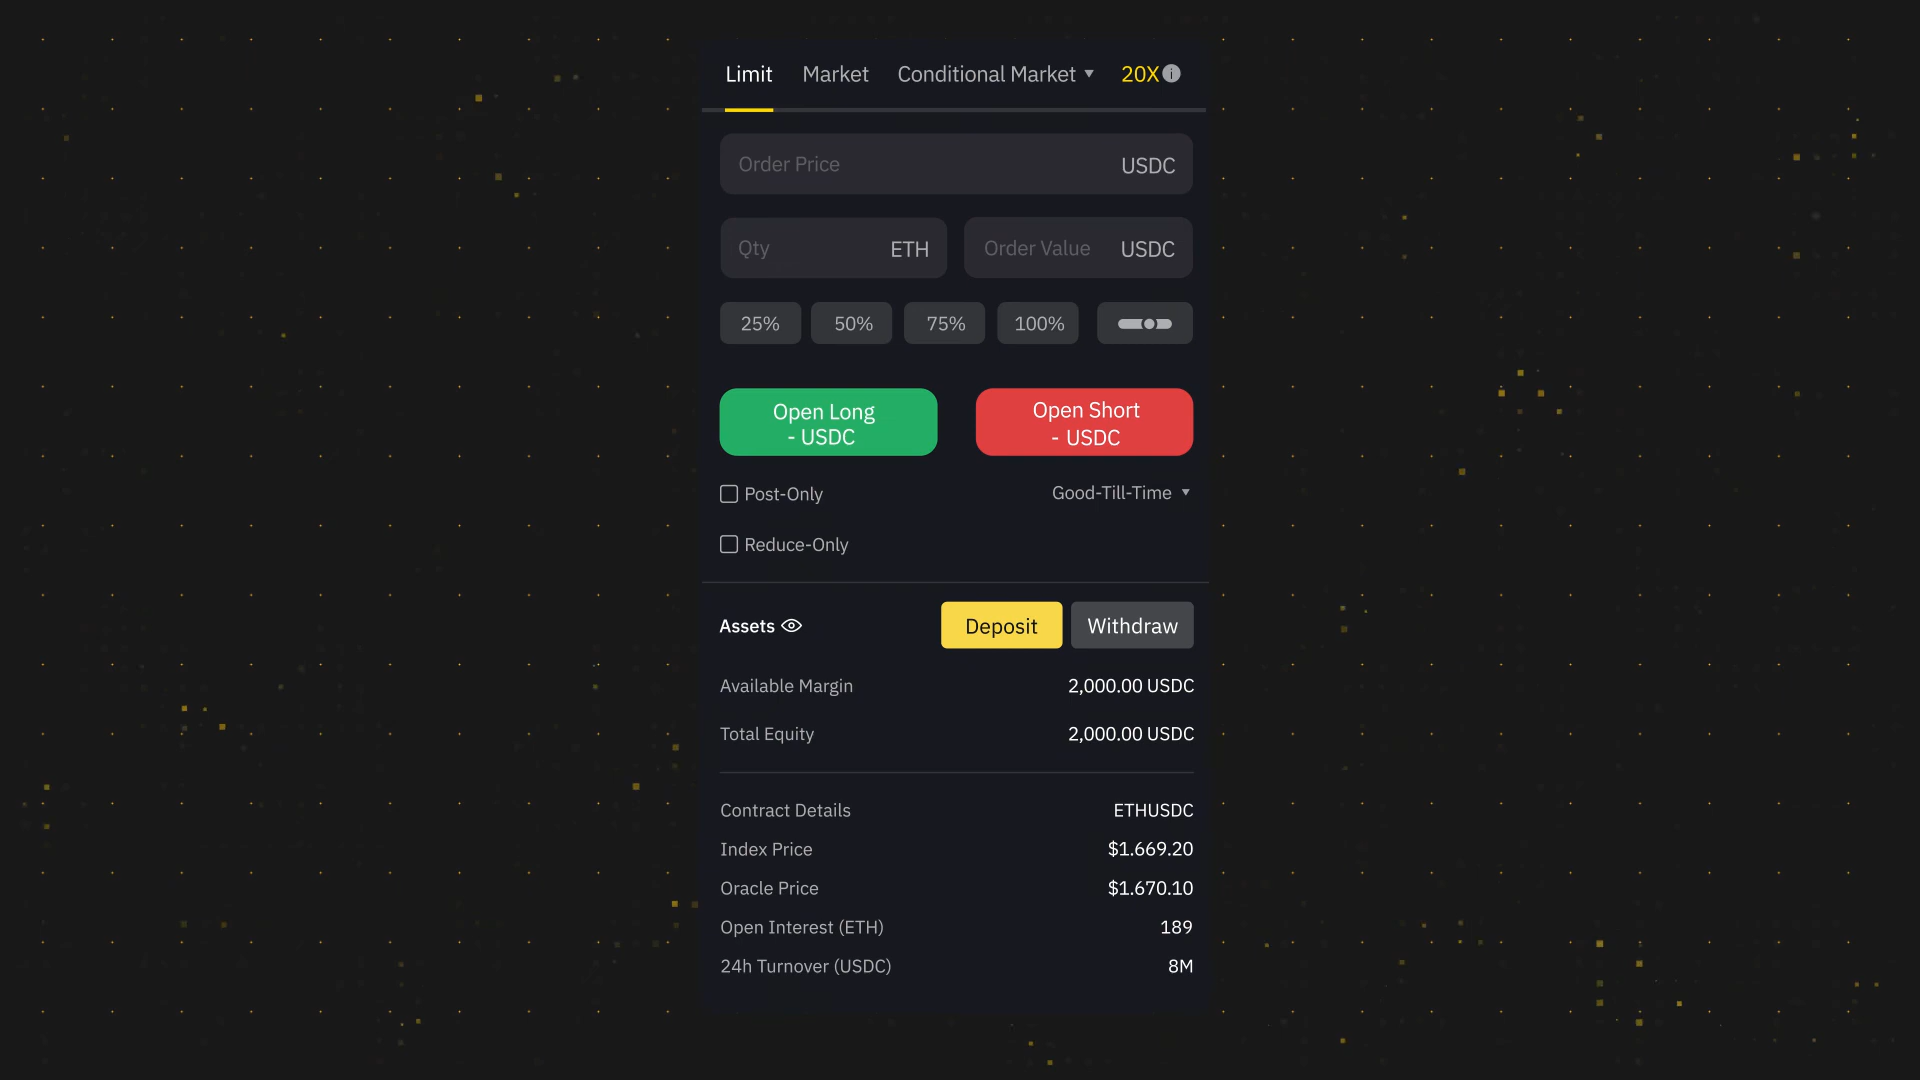 Limit Market Conditional Market 20X
Order Price USDC
Qty ETH Order Value USDC
25% 50% 75% 100%
Open Long
- USDC
Open Short
- USDC
Post-Only Good-Till-Time
Reduce-Only
Assets Deposit Withdraw
Available Margin 2,000.00 USDC
Total Equity 2,000.00 USDC
Contract Details ETHUSDC
Index Price $1.669.20
Oracle Price $1.670.10
Open Interest (ETH) 189
24h Turnover (USDC) 8M